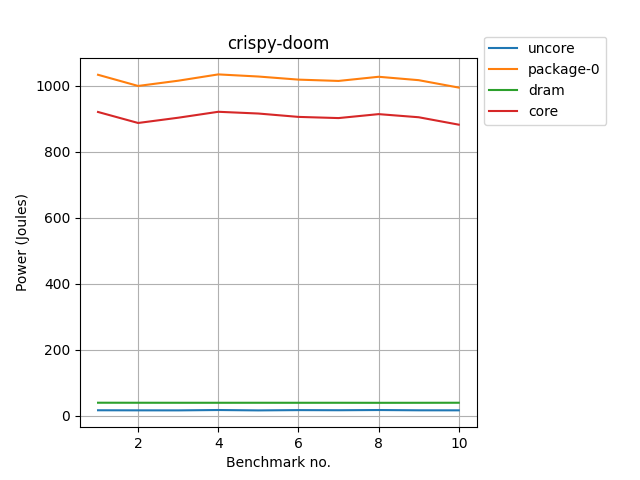 crispy-doom
uncore
package-0
dram
core
Power (Joules)
1000
800
600
400
200
0
2 4 6 8 10
Benchmark no.